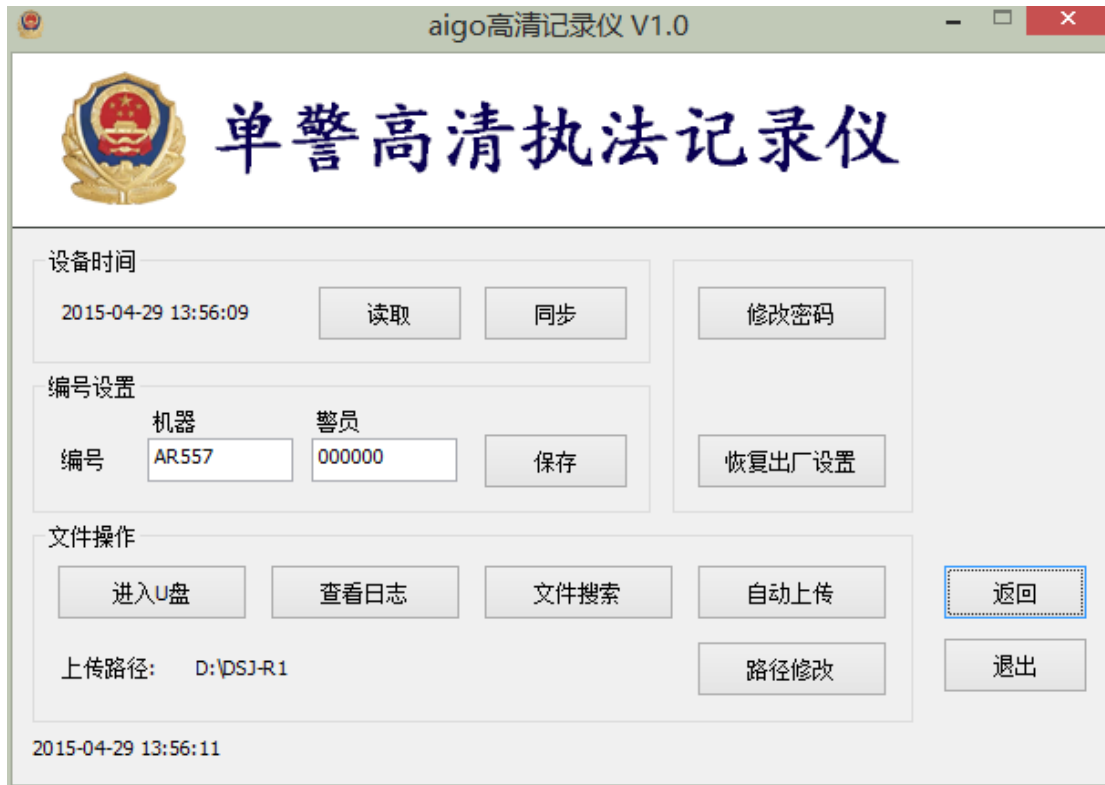 aigo高清记录仪 V1.0
单警高清执法记录仪
设备时间
2015-04-29 13:56:09 读取 同步 修改密码
编号设置
机器 警员
编号 AR557 000000 保存 恢复出厂设置
文件操作
进入U盘 查看日志 文件搜索 自动上传 返回
上传路径: D:\DSJ-R1 路径修改 退出
2015-04-29 13:56:11